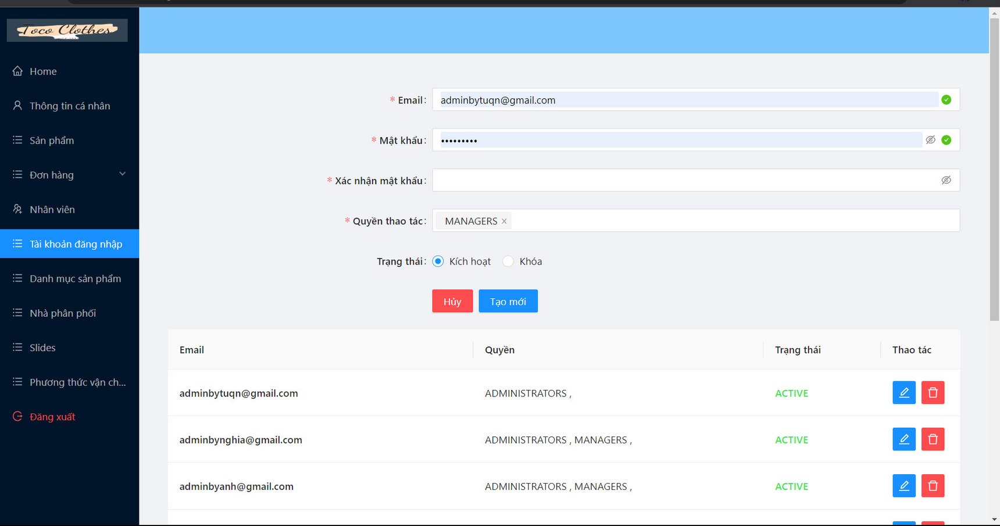 Toco Clothes
Home
Thông tin cá nhân
Sản phẩm
Đơn hàng
Nhân viên
Tài khoản đăng nhập
Danh mục sản phẩm
Nhà phân phối
Slides
Phương thức vận ch...
Đăng xuất
* Email: adminbytuqn@gmail.com
* Mật khẩu: •••••••••
* Xác nhận mật khẩu:
* Quyền thao tác: MANAGERS
Trạng thái: Kích hoạt Khóa
Hủy Tạo mới
Email Quyền Trạng thái Thao tác
adminbytuqn@gmail.com ADMINISTRATORS , ACTIVE
adminbynghia@gmail.com ADMINISTRATORS , MANAGERS , ACTIVE
adminbyanh@gmail.com ADMINISTRATORS , MANAGERS , ACTIVE